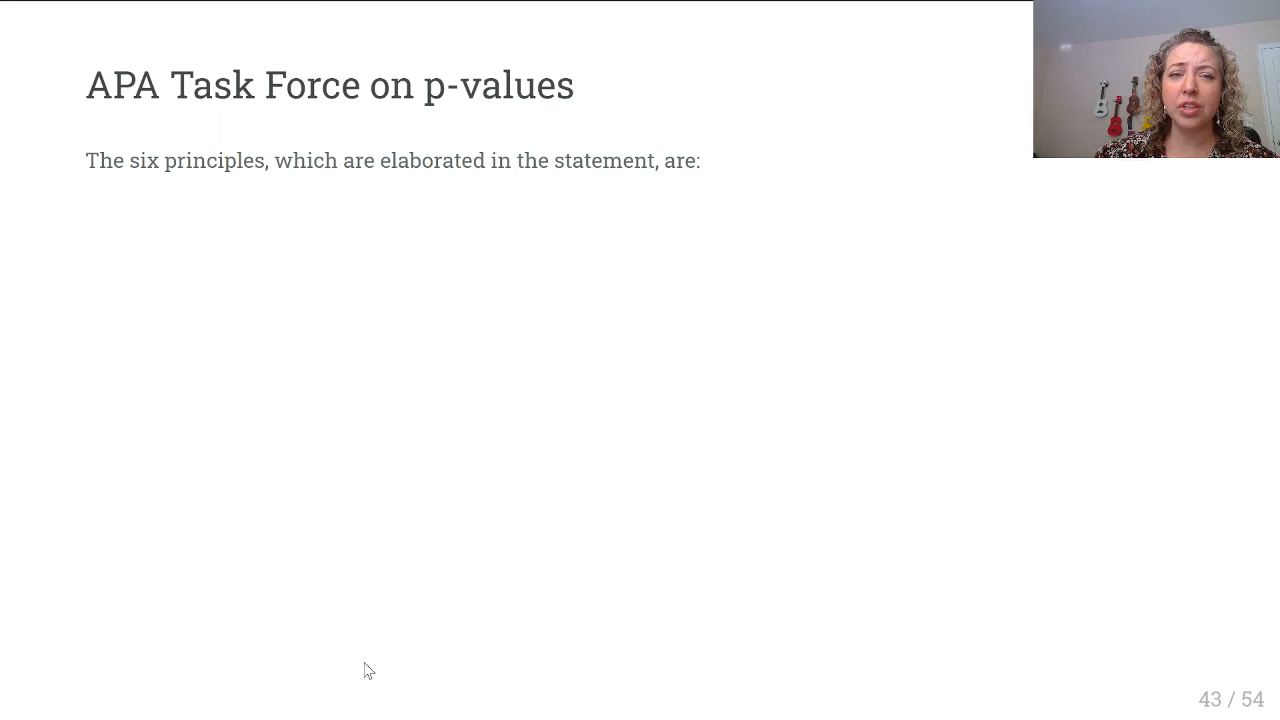 APA Task Force on p-values
The six principles, which are elaborated in the statement, are:
43 / 54